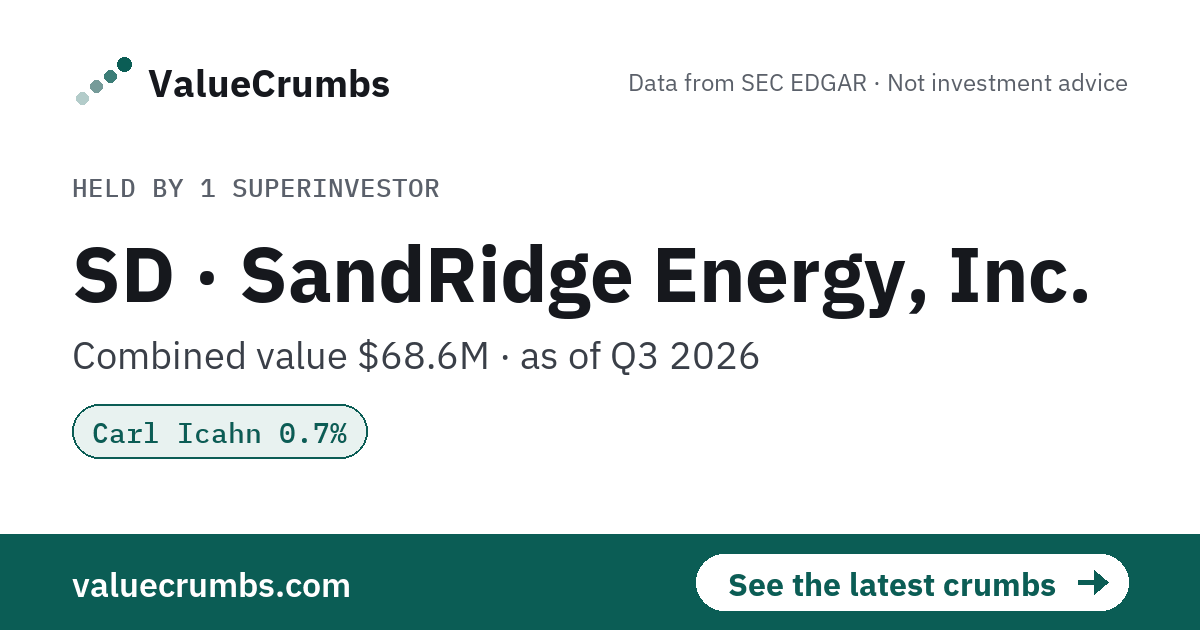 ValueCrumbs
Data from SEC EDGAR · Not investment advice
HELD BY 1 SUPERINVESTOR
SD · SandRidge Energy, Inc.
Combined value $68.6M · as of Q3 2026
Carl Icahn 0.7%
valuecrumbs.com
See the latest crumbs